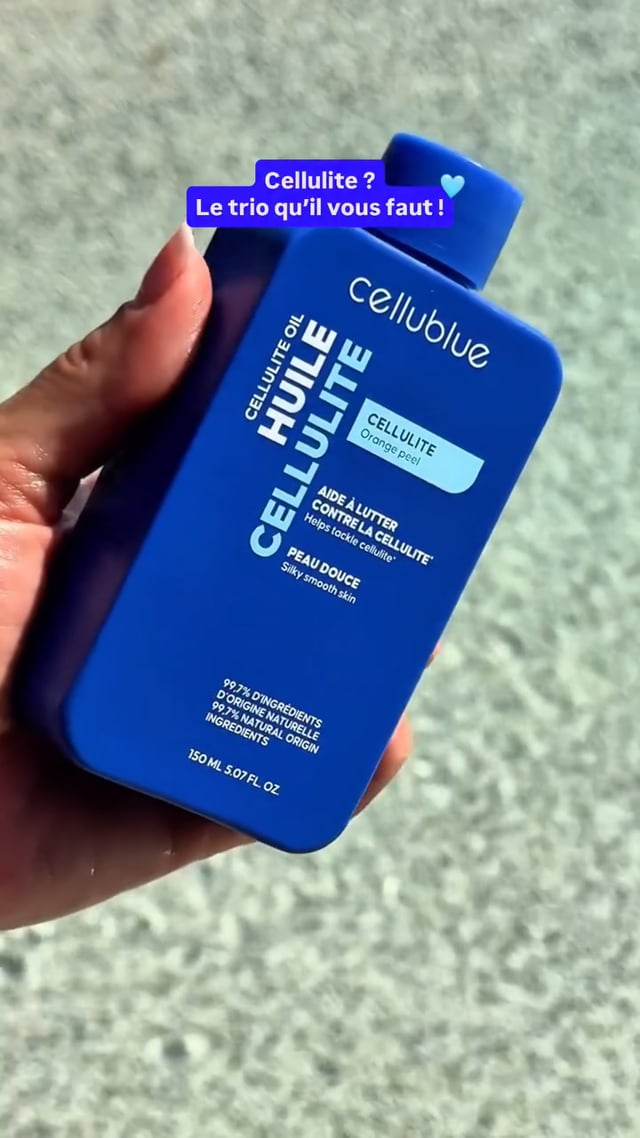 Cellulite ?
Le trio qu’il vous faut !
cellublue
CELLULITE OIL
HUILE
CELLULITE
CELLULITE
Orange peel
AIDE À LUTTER
CONTRE LA CELLULITE*
Helps tackle cellulite*
PEAU DOUCE
Silky smooth skin
99,7% D'INGRÉDIENTS
D'ORIGINE NATURELLE
99,7% NATURAL ORIGIN
INGREDIENTS
150 ML 5.07 FL. OZ.